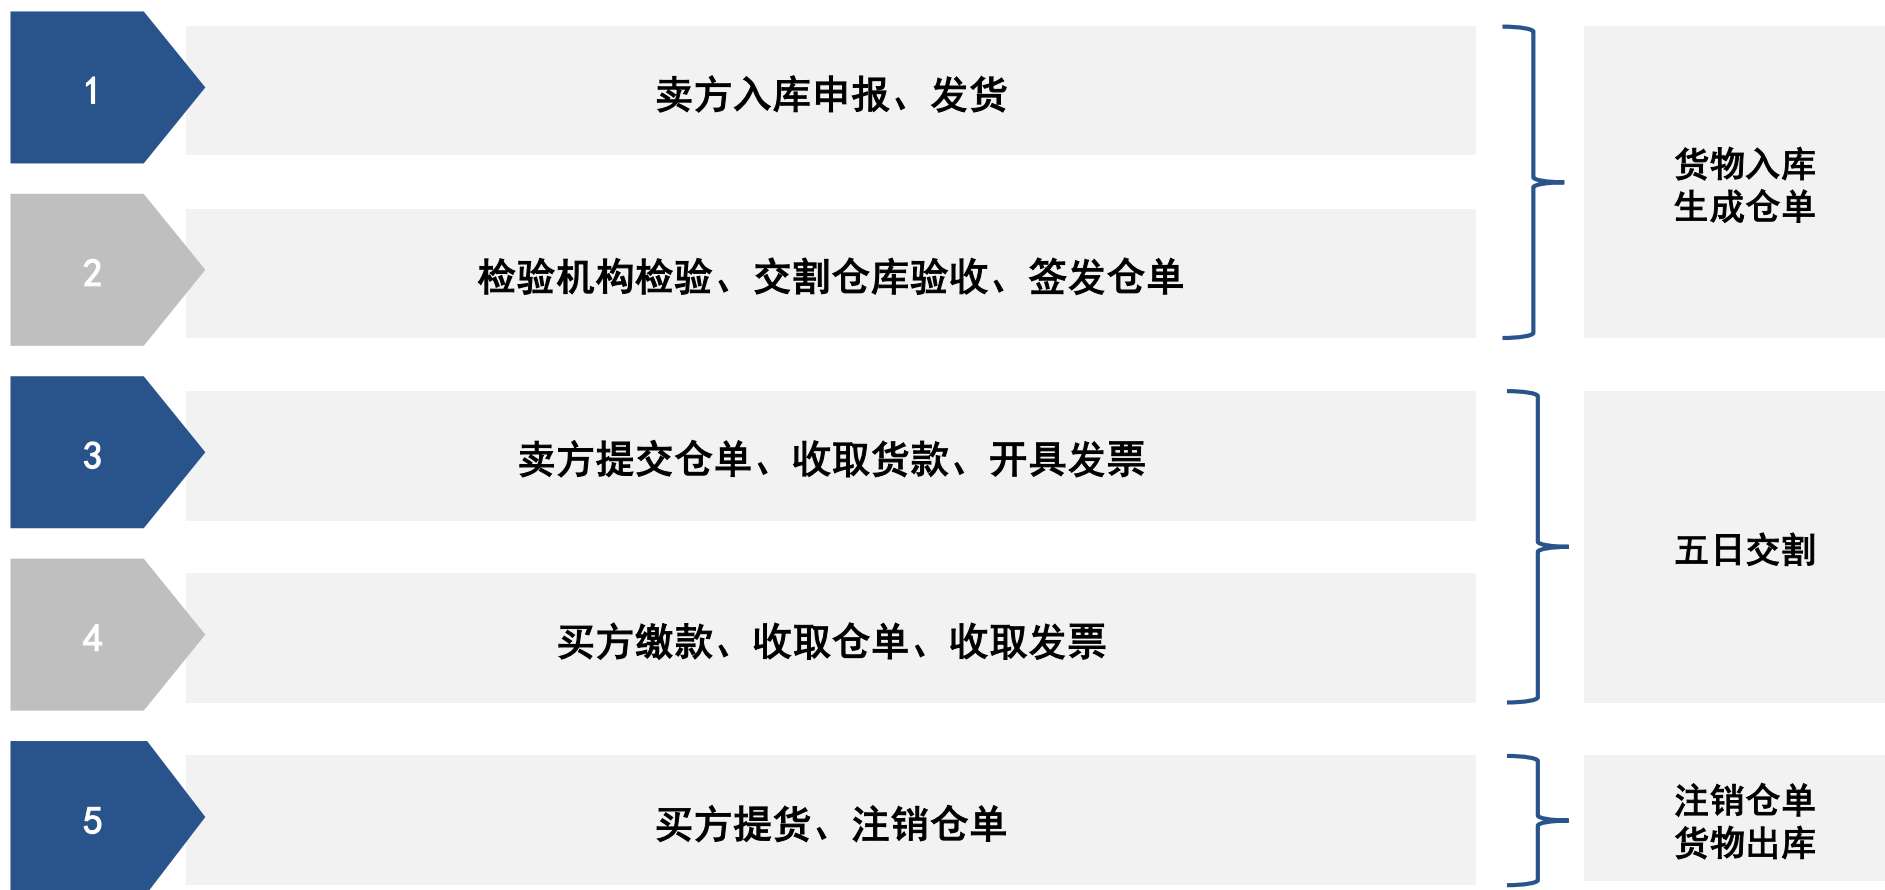 1
卖方入库申报、发货
2
检验机构检验、交割仓库验收、签发仓单
货物入库
生成仓单
3
卖方提交仓单、收取货款、开具发票
4
买方缴款、收取仓单、收取发票
五日交割
5
买方提货、注销仓单
注销仓单
货物出库